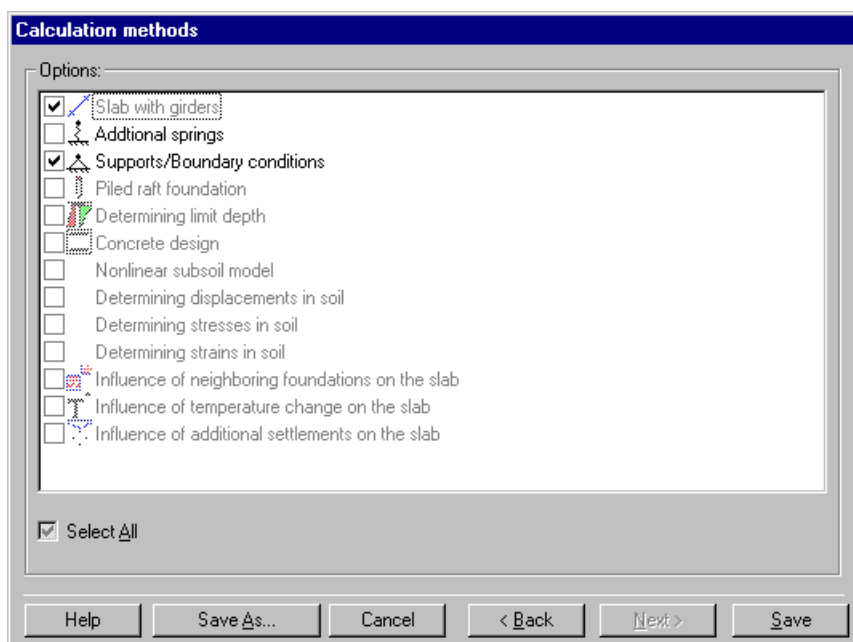 Calculation methods
Options:
Slab with girders
Addtional springs
Supports/Boundary conditions
Piled raft foundation
Determining limit depth
Concrete design
Nonlinear subsoil model
Determining displacements in soil
Determining stresses in soil
Determining strains in soil
Influence of neighboring foundations on the slab
Influence of temperature change on the slab
Influence of additional settlements on the slab
Select All
Help Save As... Cancel < Back Next > Save